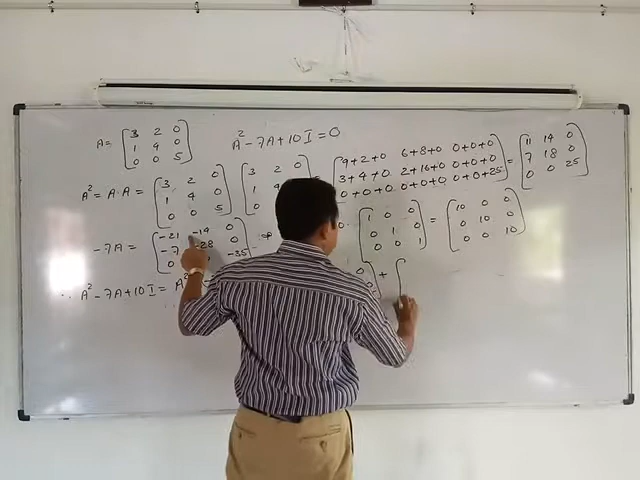 A = [3 2 0
1 4 0
0 0 5]
A² - 7A + 10I = 0
A² = A·A = [3 2 0
1 4 0
0 0 5] [3 2 0
1 4
[9+2+0 6+8+0 0+0+0
3+4+0 2+16+0 0+0+0
0+0+0 0+0+0 0+0+25] = [11 14 0
7 18 0
0 0 25]
-7A = [-21 -14 0
-7 -28 0
0 -35]
[1 0 0
0 1 0
0 0 1] = [10 0 0
0 10 0
0 0 10]
∴ A² - 7A + 10I = A²
0
0
+ [